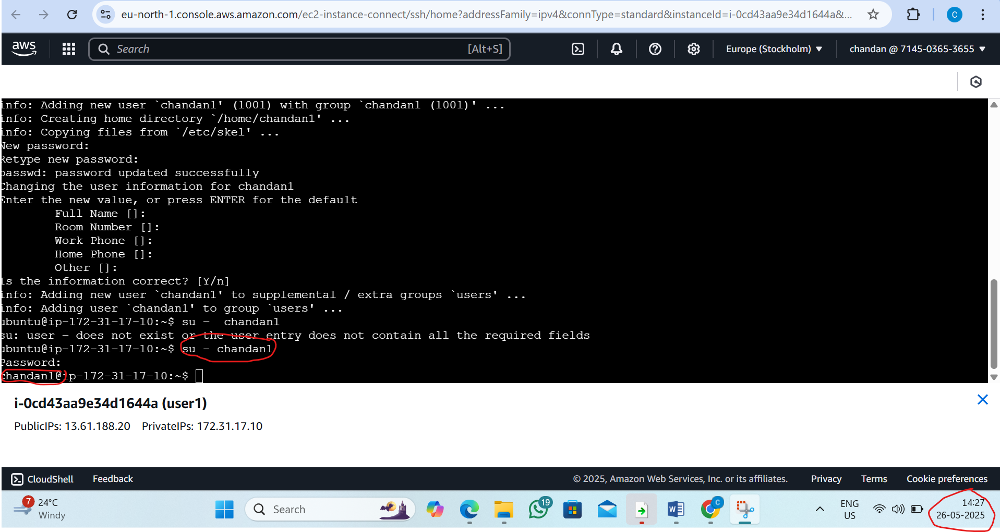 eu-north-1.console.aws.amazon.com/ec2-instance-connect/ssh/home?addressFamily=ipv4&connType=standard&instanceId=i-0cd43aa9e34d1644a&...
C
aws
Search
[Alt+S]
Europe (Stockholm)
chandan @ 7145-0365-3655
info: Adding new user `chandan1' (1001) with group `chandan1 (1001)' ...
info: Creating home directory `/home/chandan1' ...
info: Copying files from `/etc/skel' ...
New password:
Retype new password:
passwd: password updated successfully
Changing the user information for chandan1
Enter the new value, or press ENTER for the default
Full Name []:
Room Number []:
Work Phone []:
Home Phone []:
Other []:
Is the information correct? [Y/n]
info: Adding new user `chandan1' to supplemental / extra groups `users' ...
info: Adding user `chandan1' to group `users' ...
ubuntu@ip-172-31-17-10:~$ su -  chandan1
su: user - does not exist or the user entry does not contain all the required fields
ubuntu@ip-172-31-17-10:~$ su - chandan1
Password:
chandan1@ip-172-31-17-10:~$
i-0cd43aa9e34d1644a (user1)
PublicIPs: 13.61.188.20 PrivateIPs: 172.31.17.10
CloudShell
Feedback
© 2025, Amazon Web Services, Inc. or its affiliates.
Privacy
Terms
Cookie preferences
7
24°C
Windy
Search
19
W
C
ENG
US
14:27
26-05-2025